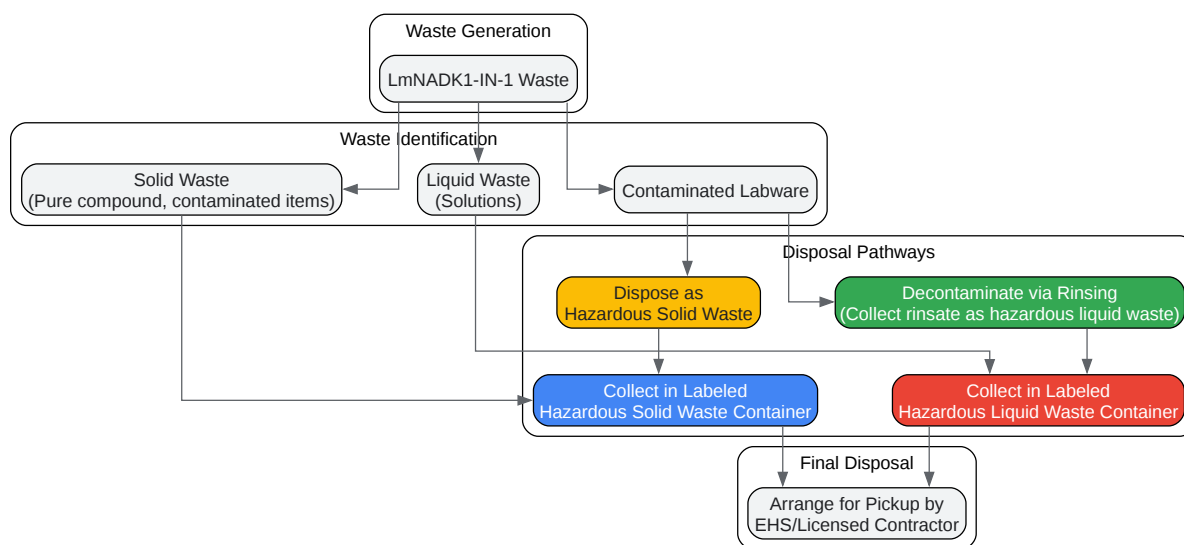 Waste Generation
LmNADK1-IN-1 Waste
Waste Identification
Solid Waste
(Pure compound, contaminated items)
Liquid Waste
(Solutions)
Contaminated Labware
Disposal Pathways
Dispose as
Hazardous Solid Waste
Decontaminate via Rinsing
(Collect rinsate as hazardous liquid waste)
Collect in Labeled
Hazardous Solid Waste Container
Collect in Labeled
Hazardous Liquid Waste Container
Final Disposal
Arrange for Pickup by
EHS/Licensed Contractor